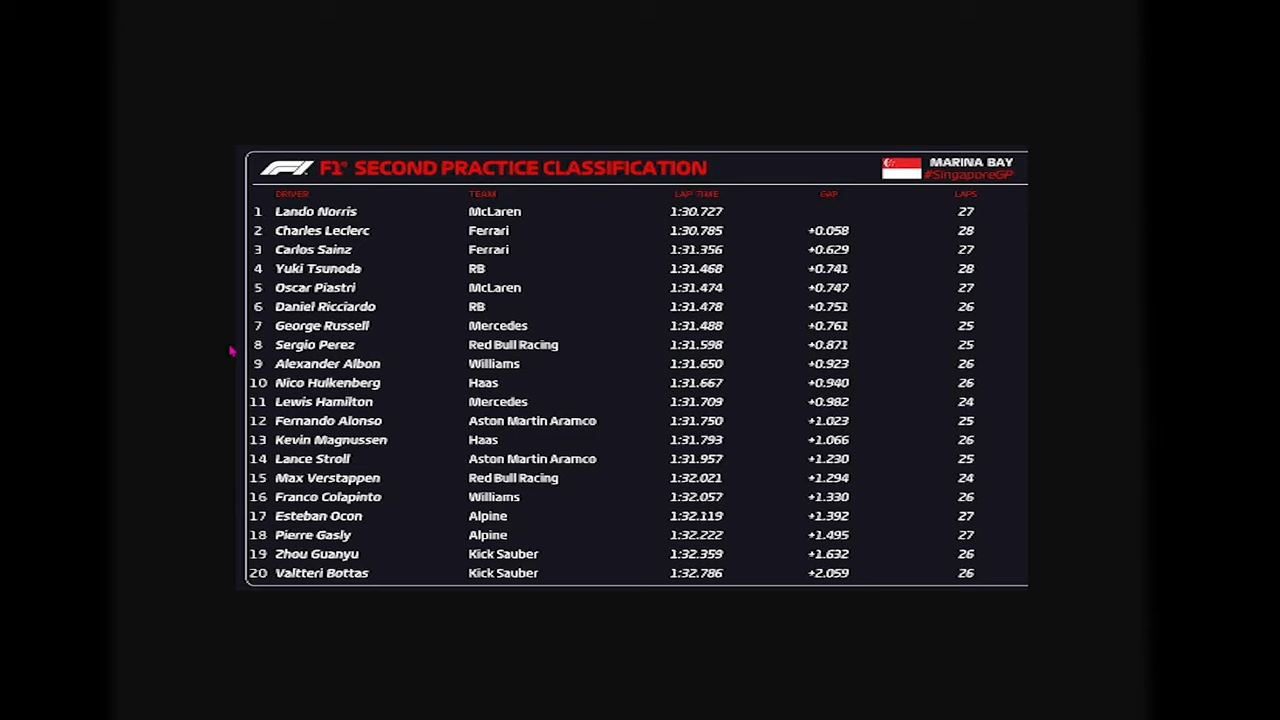 F1 F1® SECOND PRACTICE CLASSIFICATION MARINA BAY
#SingaporeGP
DRIVER TEAM LAP TIME GAP LAPS
1 Lando Norris McLaren 1:30.727 27
2 Charles Leclerc Ferrari 1:30.785 +0.058 28
3 Carlos Sainz Ferrari 1:31.356 +0.629 27
4 Yuki Tsunoda RB 1:31.468 +0.741 28
5 Oscar Piastri McLaren 1:31.474 +0.747 27
6 Daniel Ricciardo RB 1:31.478 +0.751 26
7 George Russell Mercedes 1:31.488 +0.761 25
8 Sergio Perez Red Bull Racing 1:31.598 +0.871 25
9 Alexander Albon Williams 1:31.650 +0.923 26
10 Nico Hulkenberg Haas 1:31.667 +0.940 26
11 Lewis Hamilton Mercedes 1:31.709 +0.982 24
12 Fernando Alonso Aston Martin Aramco 1:31.750 +1.023 25
13 Kevin Magnussen Haas 1:31.793 +1.066 26
14 Lance Stroll Aston Martin Aramco 1:31.957 +1.230 25
15 Max Verstappen Red Bull Racing 1:32.021 +1.294 24
16 Franco Colapinto Williams 1:32.057 +1.330 26
17 Esteban Ocon Alpine 1:32.119 +1.392 27
18 Pierre Gasly Alpine 1:32.222 +1.495 27
19 Zhou Guanyu Kick Sauber 1:32.359 +1.632 26
20 Valtteri Bottas Kick Sauber 1:32.786 +2.059 26